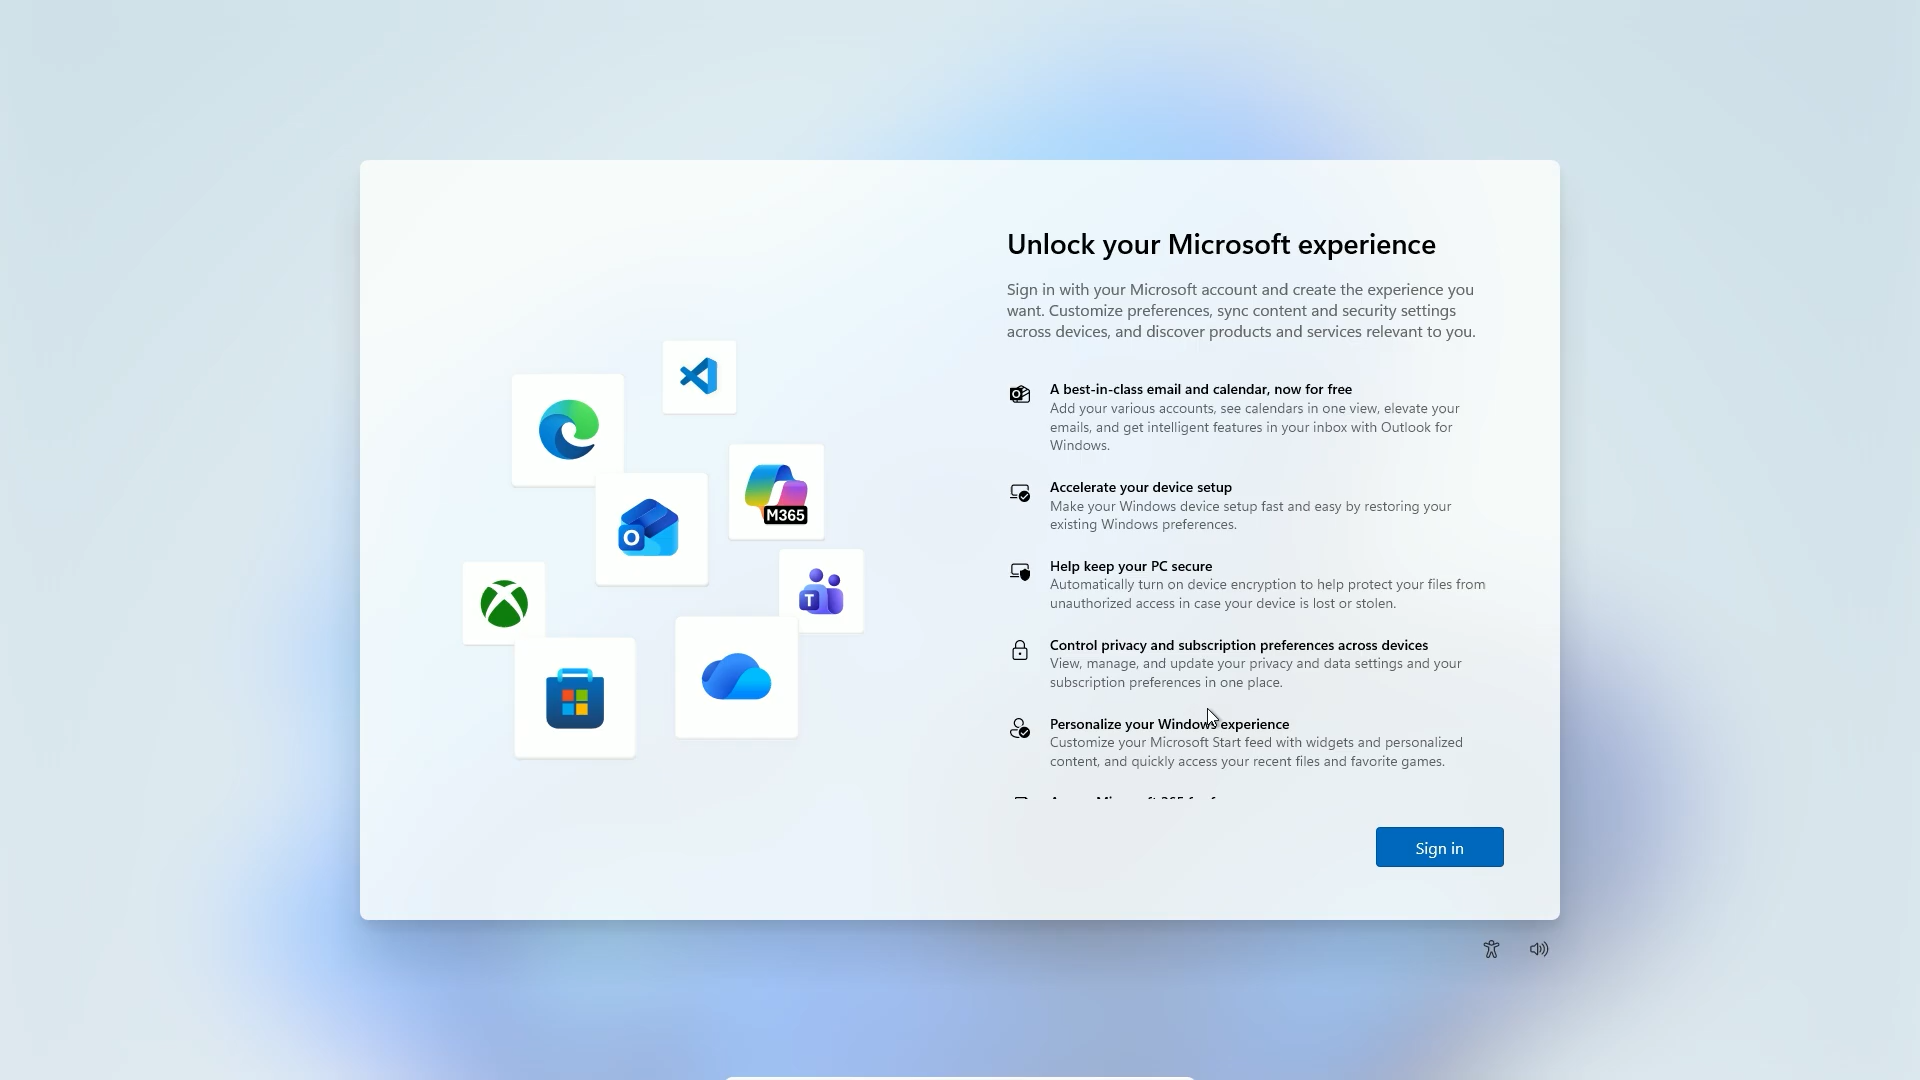 Unlock your Microsoft experience
Sign in with your Microsoft account and create the experience you
want. Customize preferences, sync content and security settings
across devices, and discover products and services relevant to you.
A best-in-class email and calendar, now for free
Add your various accounts, see calendars in one view, elevate your
emails, and get intelligent features in your inbox with Outlook for
Windows.
Accelerate your device setup
Make your Windows device setup fast and easy by restoring your
existing Windows preferences.
Help keep your PC secure
Automatically turn on device encryption to help protect your files from
unauthorized access in case your device is lost or stolen.
Control privacy and subscription preferences across devices
View, manage, and update your privacy and data settings and your
subscription preferences in one place.
Personalize your Windows experience
Customize your Microsoft Start feed with widgets and personalized
content, and quickly access your recent files and favorite games.
M365
O
T
Sign in